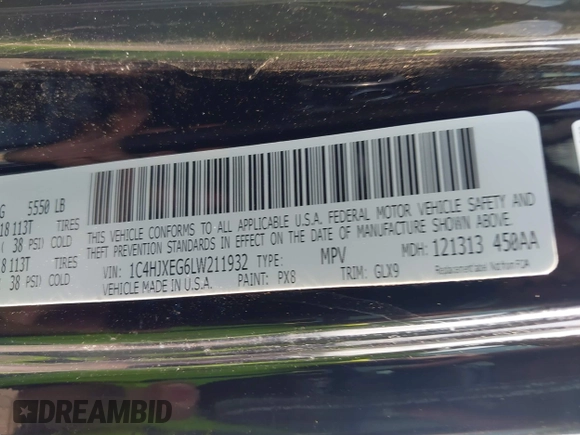 G 5550 LB
18 113T TIRES
( 38 PSI) COLD
18 113T TIRES
( 38 PSI) COLD
THIS VEHICLE CONFORMS TO ALL APPLICABLE U.S.A. FEDERAL MOTOR VEHICLE SAFETY AND
THEFT PREVENTION STANDARDS IN EFFECT ON THE DATE OF MANUFACTURE SHOWN ABOVE.
VIN: 1C4HJXEG6LW211932 TYPE: MPV MDH: 121313 450AA
VEHICLE MADE IN U.S.A. PAINT: PX8 TRIM: GLX9
DREAMBID